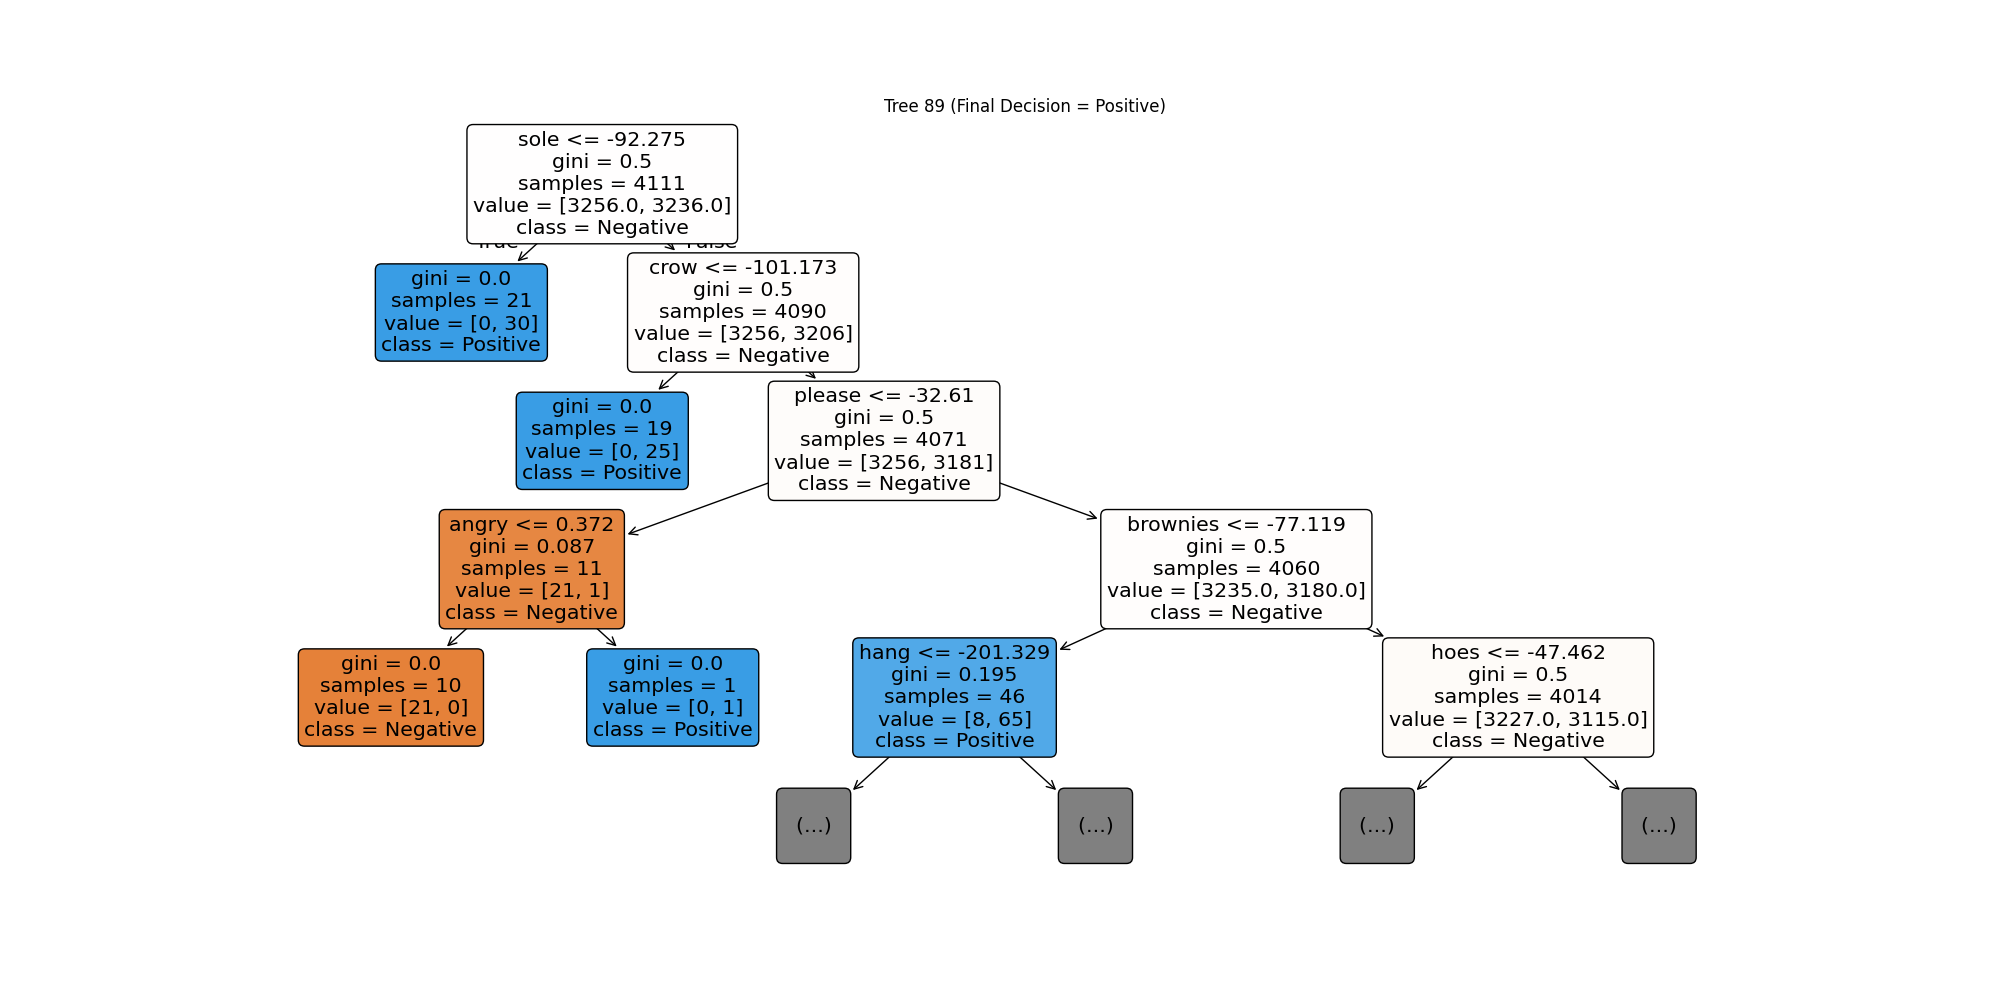 Tree 89 (Final Decision = Positive)
sole <= -92.275
gini = 0.5
samples = 4111
value = [3256.0, 3236.0]
class = Negative
True
False
gini = 0.0
samples = 21
value = [0, 30]
class = Positive
crow <= -101.173
gini = 0.5
samples = 4090
value = [3256, 3206]
class = Negative
gini = 0.0
samples = 19
value = [0, 25]
class = Positive
please <= -32.61
gini = 0.5
samples = 4071
value = [3256, 3181]
class = Negative
angry <= 0.372
gini = 0.087
samples = 11
value = [21, 1]
class = Negative
brownies <= -77.119
gini = 0.5
samples = 4060
value = [3235.0, 3180.0]
class = Negative
gini = 0.0
samples = 10
value = [21, 0]
class = Negative
gini = 0.0
samples = 1
value = [0, 1]
class = Positive
hang <= -201.329
gini = 0.195
samples = 46
value = [8, 65]
class = Positive
hoes <= -47.462
gini = 0.5
samples = 4014
value = [3227.0, 3115.0]
class = Negative
(...)
(...)
(...)
(...)